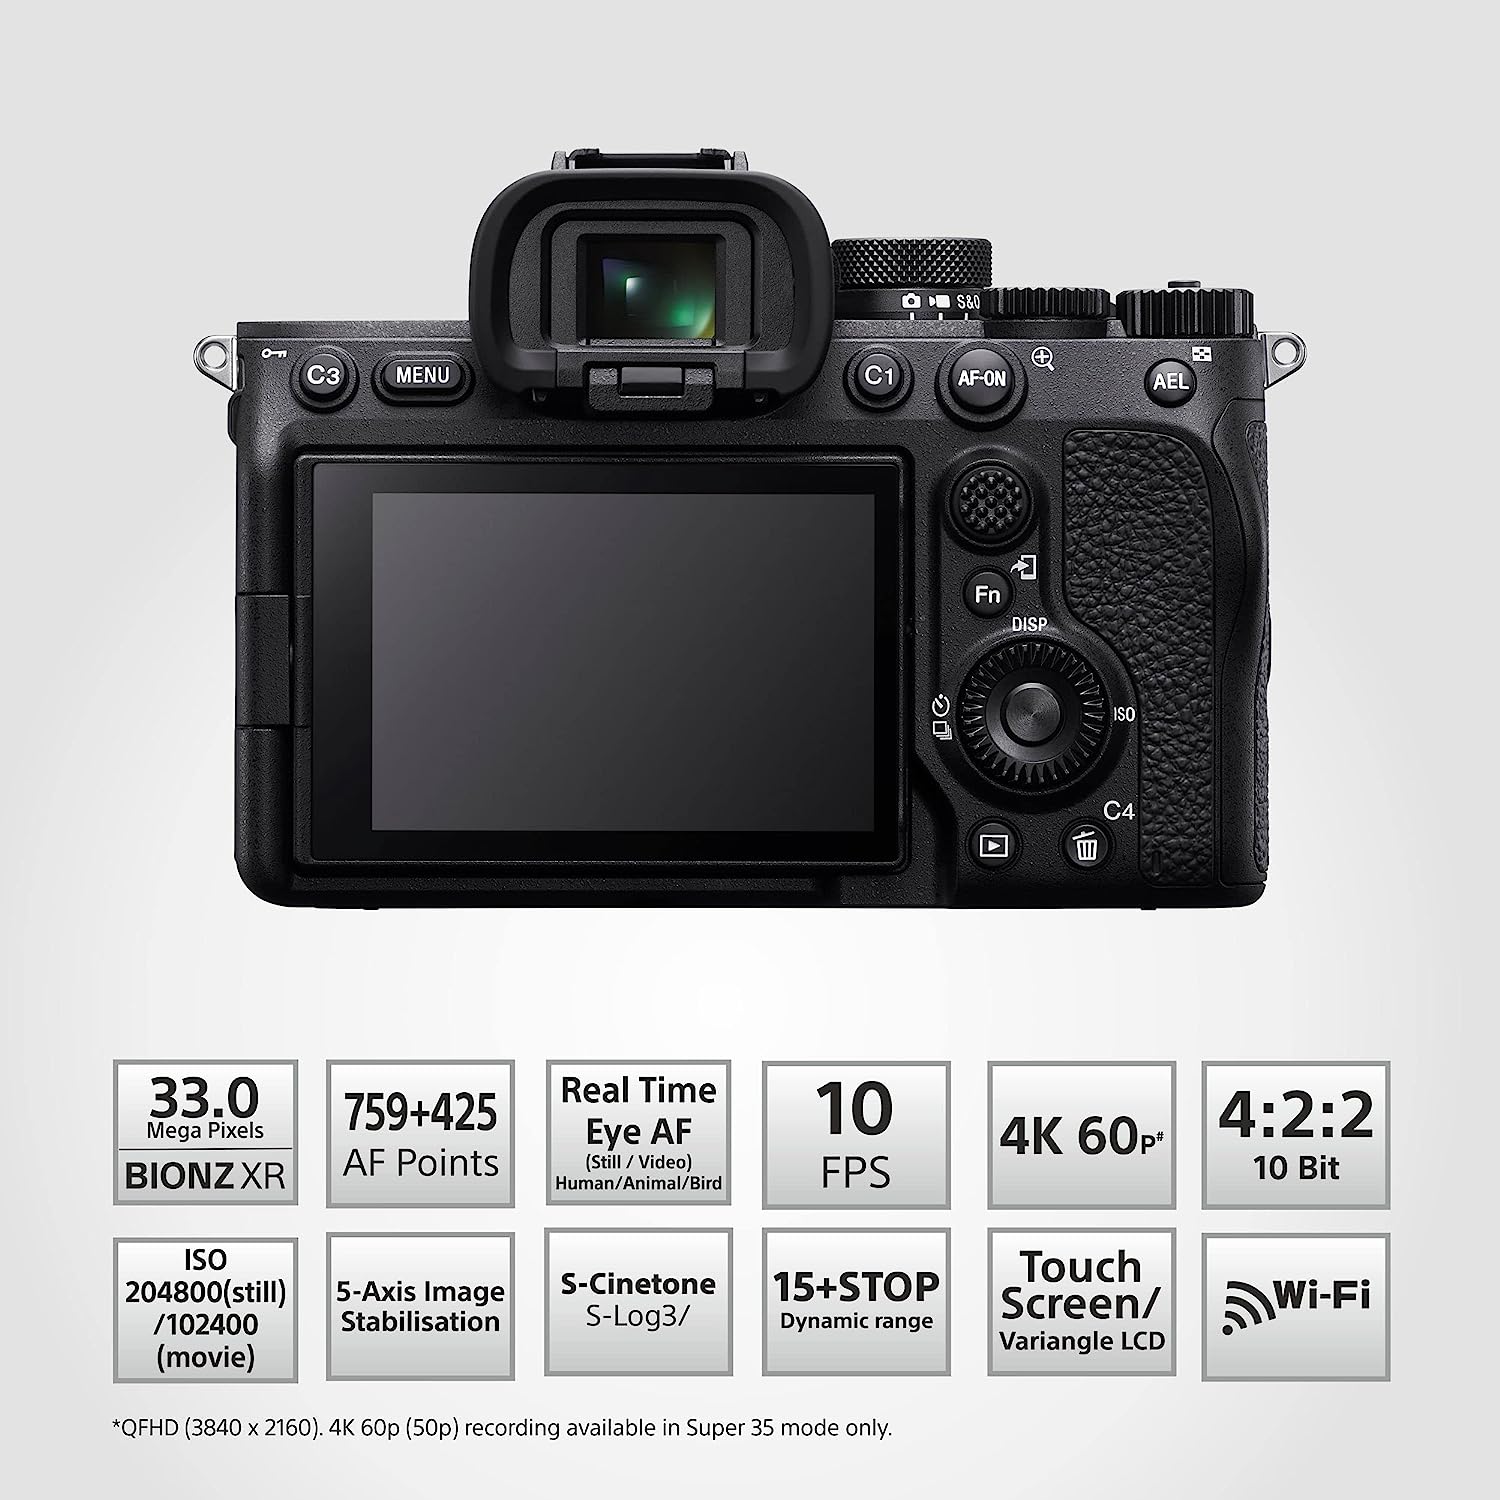 S&Q
C3
MENU
C1
AF-ON
AEL
Fn
DISP
ISO
C4
33.0
Mega Pixels
BIONZ XR
759+425
AF Points
Real Time
Eye AF
(Still / Video)
Human/Animal/Bird
10
FPS
4K 60P#
4:2:2
10 Bit
ISO
204800(still)
/102400
(movie)
5-Axis Image
Stabilisation
S-Cinetone
S-Log3/
15+STOP
Dynamic range
Touch
Screen/
Variangle LCD
Wi-Fi
*QFHD (3840 x 2160). 4K 60p (50p) recording available in Super 35 mode only.